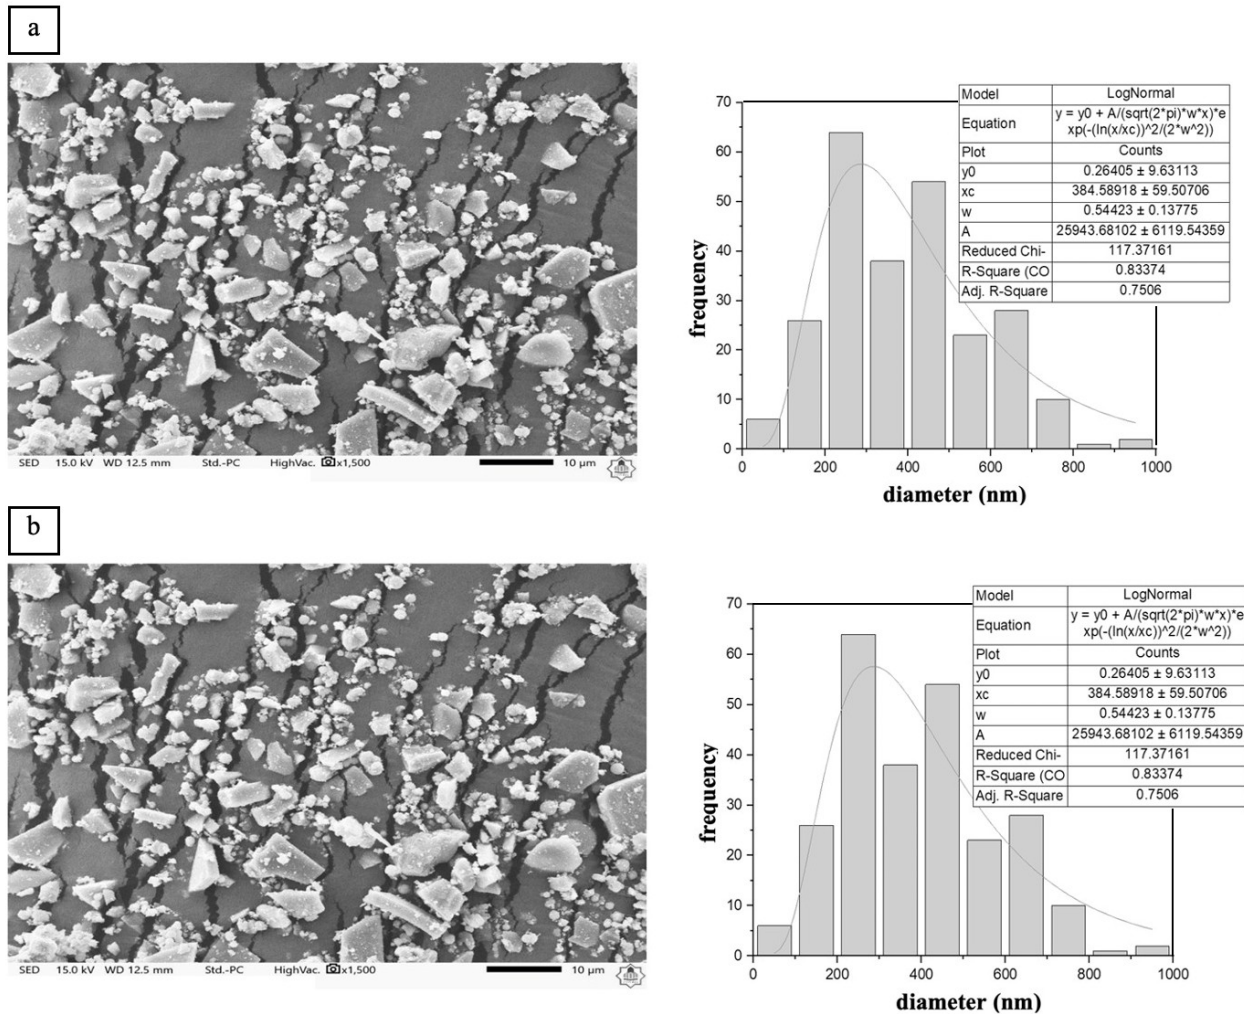 a
SED 15.0 kV WD 12.5 mm Std.-PC HighVac. x1,500 10 µm
70
60
50
40
30
20
10
0
frequency
0 200 400 600 800 1000
diameter (nm)
Model LogNormal
Equation y = y0 + A/(sqrt(2*pi)*w*x)*e
xp(-(ln(x/xc))^2/(2*w^2))
Plot Counts
y0 0.26405 ± 9.63113
xc 384.58918 ± 59.50706
w 0.54423 ± 0.13775
A 25943.68102 ± 6119.54359
Reduced Chi- 117.37161
R-Square (CO 0.83374
Adj. R-Square 0.7506
b
SED 15.0 kV WD 12.5 mm Std.-PC HighVac. x1,500 10 µm
70
60
50
40
30
20
10
0
frequency
0 200 400 600 800 1000
diameter (nm)
Model LogNormal
Equation y = y0 + A/(sqrt(2*pi)*w*x)*e
xp(-(ln(x/xc))^2/(2*w^2))
Plot Counts
y0 0.26405 ± 9.63113
xc 384.58918 ± 59.50706
w 0.54423 ± 0.13775
A 25943.68102 ± 6119.54359
Reduced Chi- 117.37161
R-Square (CO 0.83374
Adj. R-Square 0.7506